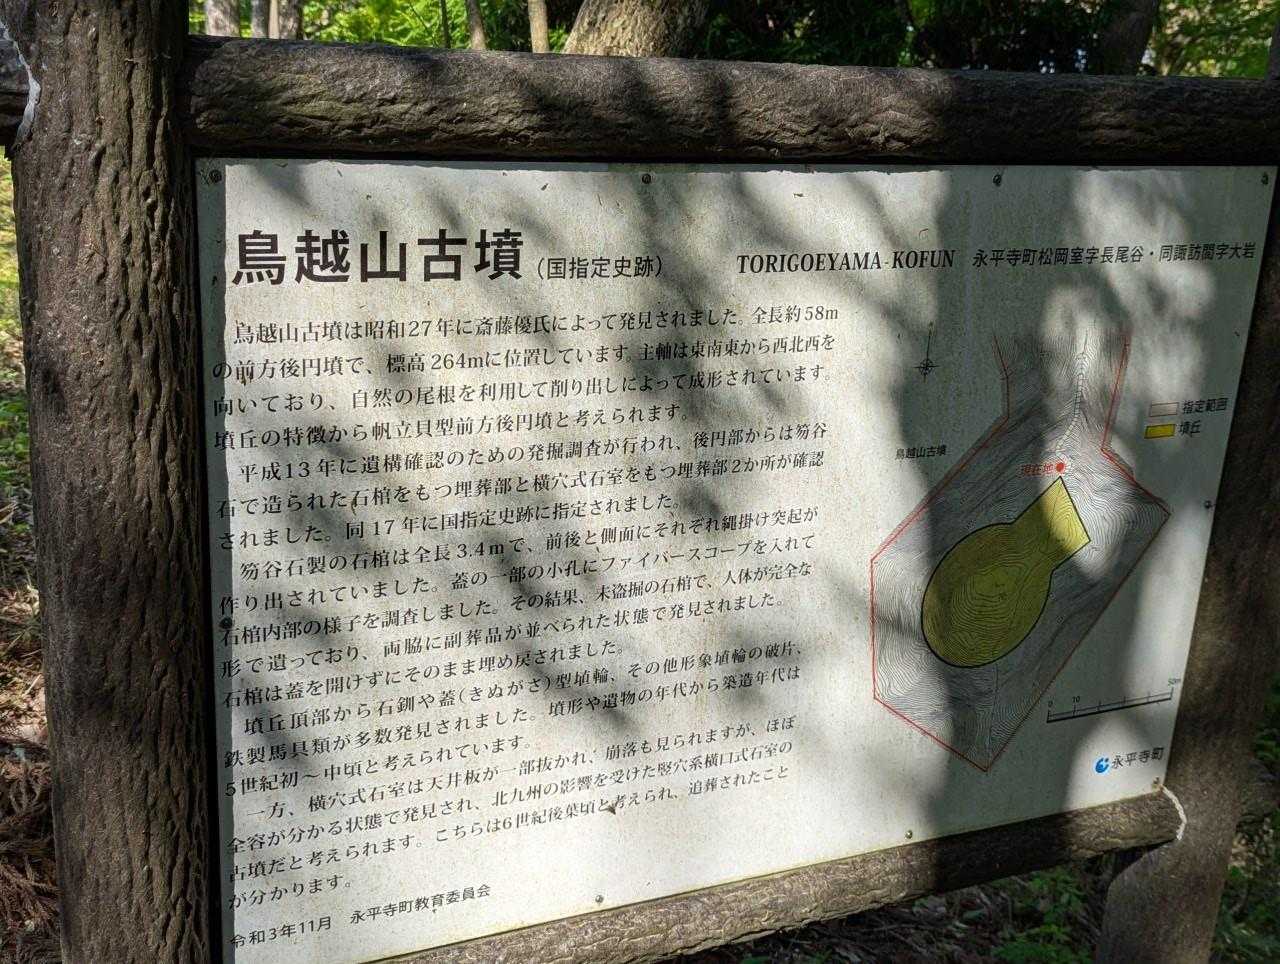 鳥越山古墳（国指定史跡）
TORIGOEYAMA-KOFUN 永平寺町松岡室字長尾谷・同諏訪間字大岩
鳥越山古墳は昭和27年に斎藤優氏によって発見されました。全長約58m
の前方後円墳で、標高264mに位置しています。主軸は東南東から西北西を
向いており、自然の尾根を利用して削り出しによって成形されています。
墳丘の特徴から帆立貝型前方後円墳と考えられます。
平成13年に遺構確認のための発掘調査が行われ、後円部からは笏谷
石で造られた石棺をもつ埋葬部と横穴式石室をもつ埋葬部2か所が確認
されました。同17年に国指定史跡に指定されました。
笏谷石製の石棺は全長3.4mで、前後と側面にそれぞれ縄掛け突起が
作り出されていました。蓋の一部の小孔にファイバースコープを入れて
石棺内部の様子を調査しました。その結果、未盗掘の石棺で、人体が完全な
形で遺っており、両脇に副葬品が並べられた状態で発見されました。
石棺は蓋を開けずにそのまま埋め戻されました。
墳丘頂部から石釧や蓋(きぬがさ)型埴輪、その他形象埴輪の破片、
鉄製馬具類が多数発見されました。墳形や遺物の年代から築造年代は
5世紀初～中頃と考えられています。
一方、横穴式石室は天井板が一部抜かれ、崩落も見られますが、ほぼ
全容が分かる状態で発見され、北九州の影響を受けた竪穴系横口式石室の
古墳だと考えられます。こちらは6世紀後葉頃と考えられ、追葬されたこと
が分かります。
令和3年11月 永平寺町教育委員会
指定範囲
墳丘
鳥越山古墳
現在地
0 10 50m
永平寺町